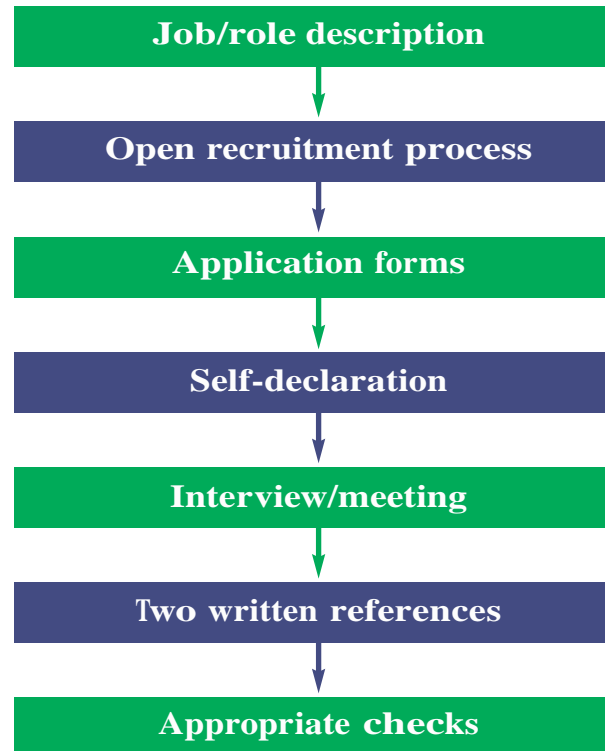 Job/role description
Open recruitment process
Application forms
Self-declaration
Interview/meeting
Two written references
Appropriate checks